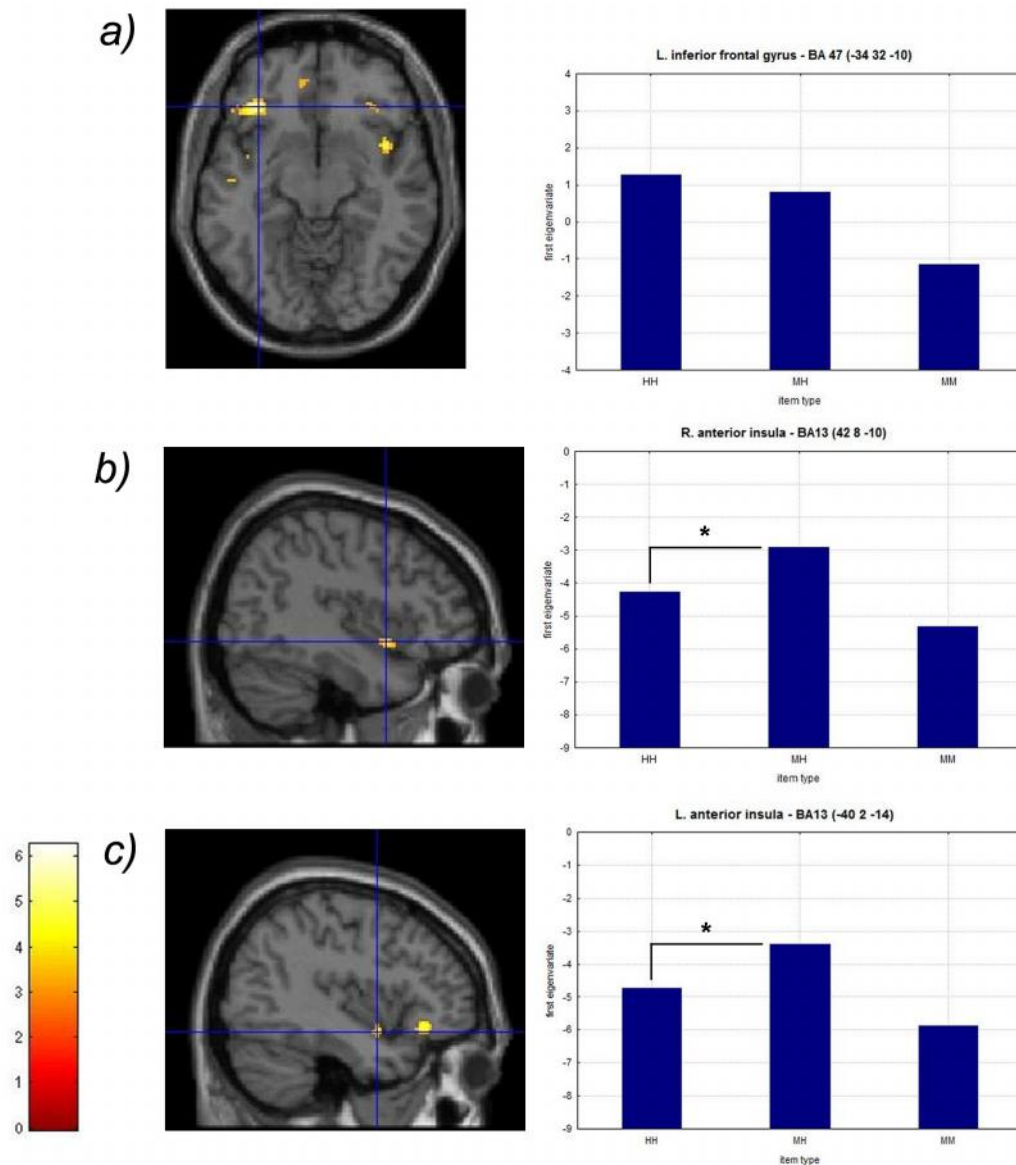 a)
L. inferior frontal gyrus - BA 47 (-34 32 -10)
4
3
2
1
0
-1
-2
-3
-4
first eigenvariate
HH MH MM
item type
b)
R. anterior insula - BA13 (42 8 -10)
0
-1
-2
-3
-4
-5
-6
-7
-8
-9
first eigenvariate
*
HH MH MM
item type
c)
6
5
4
3
2
1
0
L. anterior insula - BA13 (-40 2 -14)
0
-1
-2
-3
-4
-5
-6
-7
-8
-9
first eigenvariate
*
HH MH MM
item type